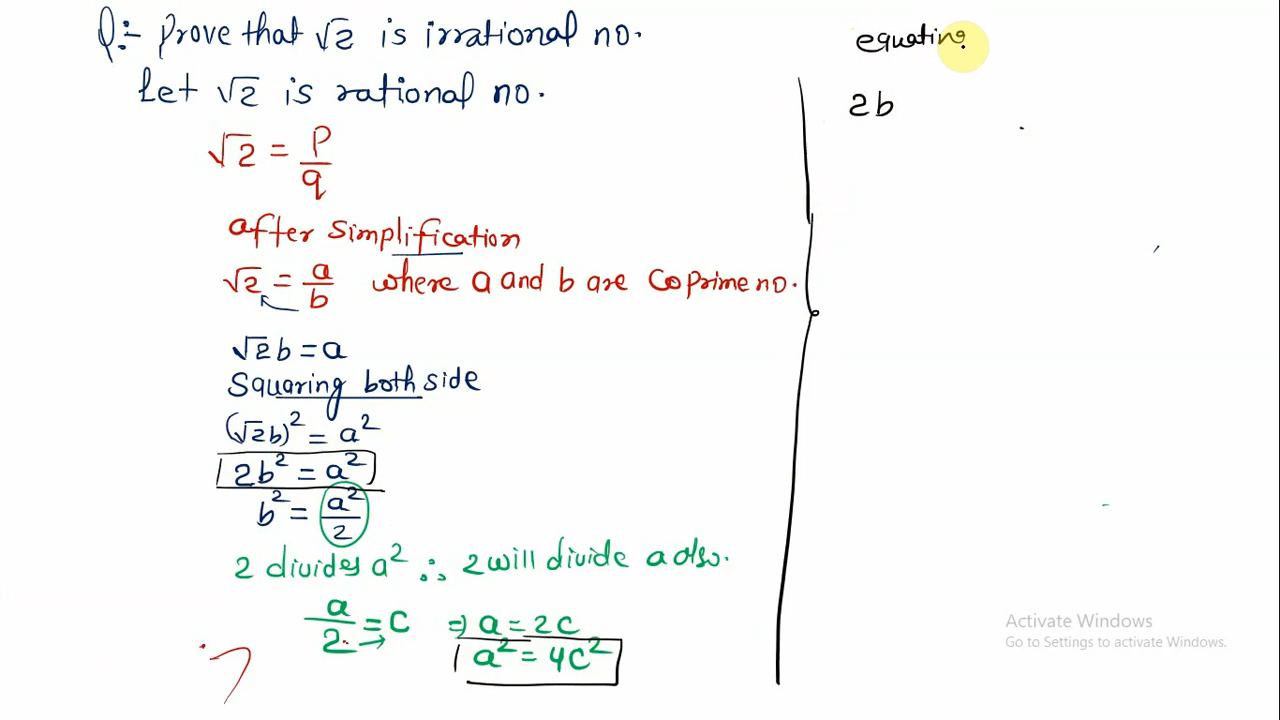 Q:- Prove that √2 is irrational no.
Let √2 is rational no.
√2 = p/q
after simplification
√2 = a/b where a and b are Coprime no.
√2b = a
Squaring both side
(√2b)² = a²
2b² = a²
b² = a²/2
2 divides a² ∴ 2 will divide a also.
a/2 = C ⇒ a = 2C
a² = 4C²
equating
2b
Activate Windows
Go to Settings to activate Windows.